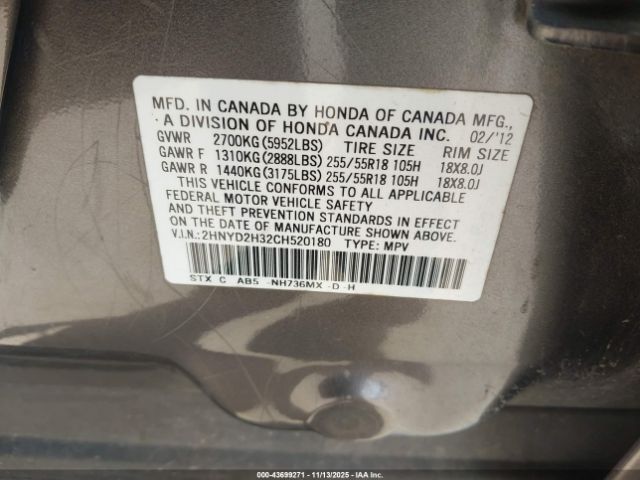 MFD. IN CANADA BY HONDA OF CANADA MFG.,
A DIVISION OF HONDA CANADA INC. 02/'12
GVWR 2700KG(5952LBS) TIRE SIZE RIM SIZE
GAWR F 1310KG(2888LBS) 255/55R18 105H 18X8.0J
GAWR R 1440KG(3175LBS) 255/55R18 105H 18X8.0J
THIS VEHICLE CONFORMS TO ALL APPLICABLE
FEDERAL MOTOR VEHICLE SAFETY
AND THEFT PREVENTION STANDARDS IN EFFECT
ON THE DATE OF MANUFACTURE SHOWN ABOVE.
V.I.N.:2HNYD2H32CH520180 TYPE: MPV
STX C AB5 -NH736MX -D-H
000-43699271 - 11/13/2025 - IAA Inc.